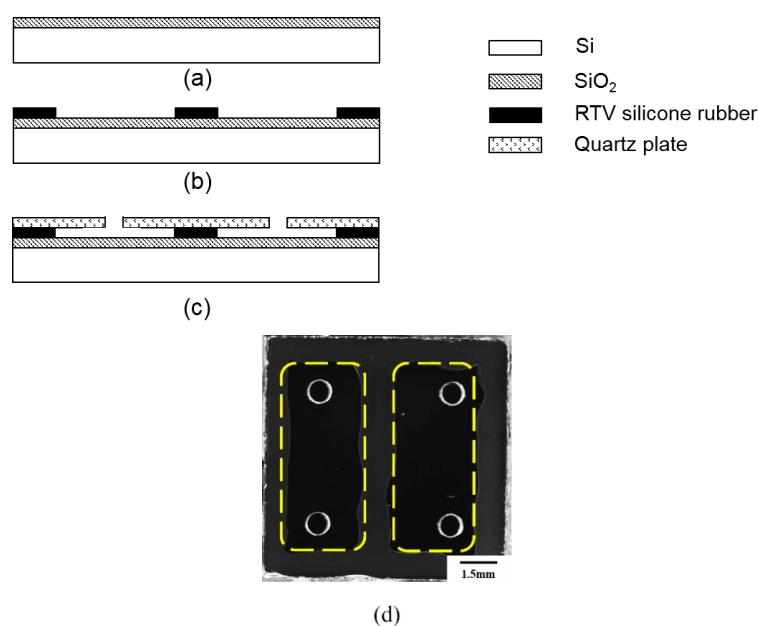 (a)
Si
SiO2
RTV silicone rubber
Quartz plate
(b)
(c)
1.5mm
(d)